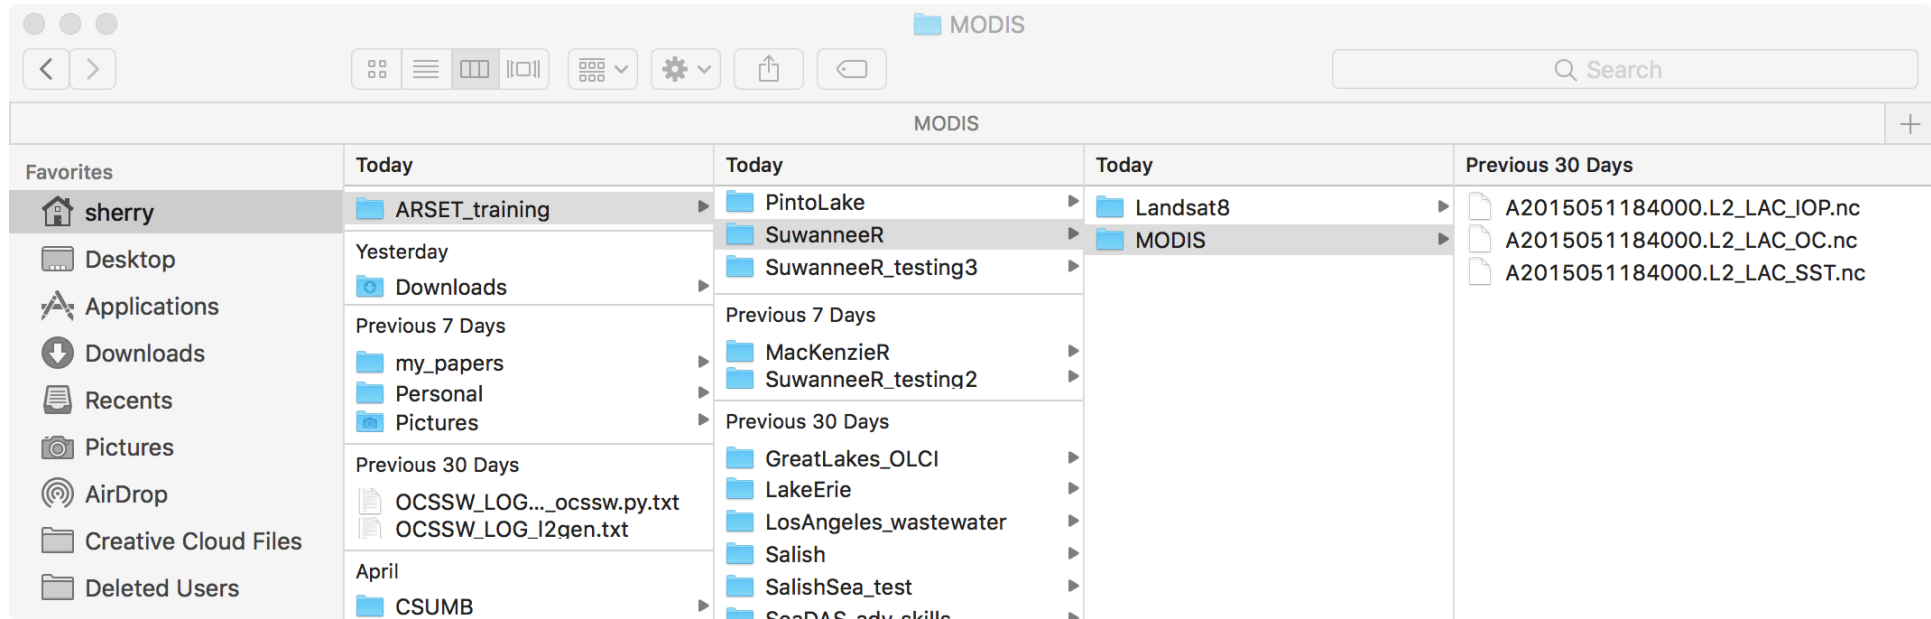 MODIS
Search
MODIS
Favorites
sherry
Desktop
Applications
Downloads
Recents
Pictures
AirDrop
Creative Cloud Files
Deleted Users
Today
ARSET_training
Yesterday
Downloads
Previous 7 Days
my_papers
Personal
Pictures
Previous 30 Days
OCSSW_LOG..._ocssw.py.txt
OCSSW_LOG_l2gen.txt
April
CSUMB
Today
PintoLake
SuwanneeR
SuwanneeR_testing3
Previous 7 Days
MacKenzieR
SuwanneeR_testing2
Previous 30 Days
GreatLakes_OLCI
LakeErie
LosAngeles_wastewater
Salish
SalishSea_test
SeaDAS_adv_skills
Today
Landsat8
MODIS
Previous 30 Days
A2015051184000.L2_LAC_IOP.nc
A2015051184000.L2_LAC_OC.nc
A2015051184000.L2_LAC_SST.nc